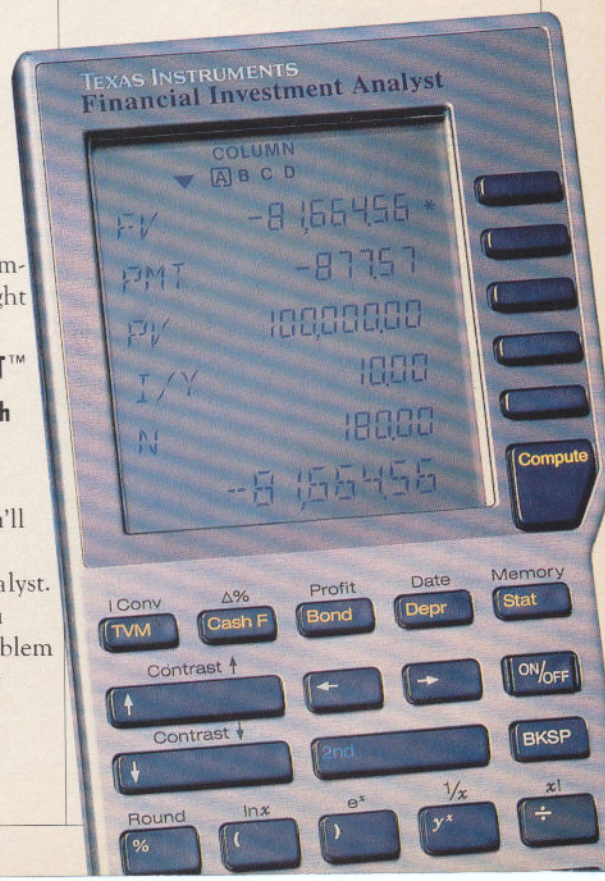 m-
ght
T™
h
'll
alyst.
blem
TEXAS INSTRUMENTS
Financial Investment Analyst
COLUMN
▼ A B C D
FV -81,664.56 *
PMT -877.57
PV 100,000.00
I/Y 10.00
N 180.00
-81,664.56
Compute
I Conv Δ% Profit Date Memory
TVM Cash F Bond Depr Stat
Contrast ↑
↑ ← → ON/OFF
Contrast ↓
↓ 2nd BKSP
Round lnx eˣ 1/x x!
% ( ) yˣ ÷